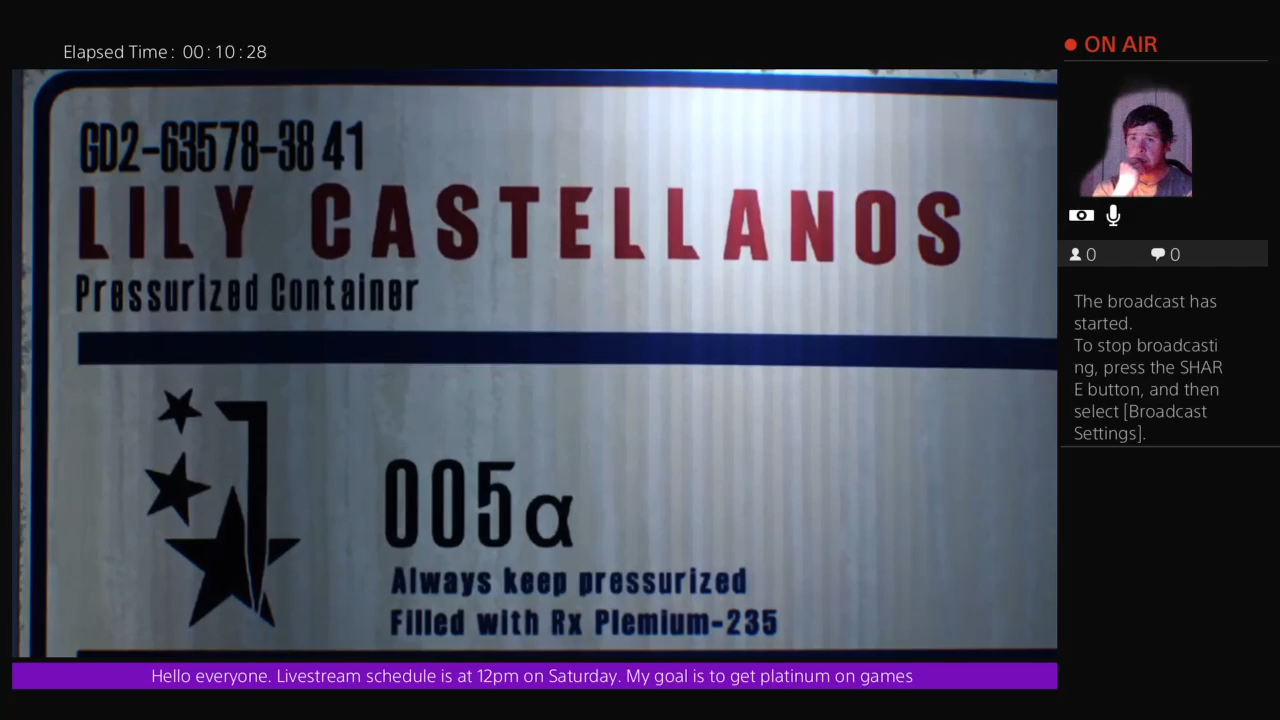 Elapsed Time: 00:10:28
ON AIR
GD2-63578-3841
LILY CASTELLANOS
Pressurized Container
005α
Always keep pressurized
Filled with Rx Plemium-235
0 0
The broadcast has
started.
To stop broadcasti
ng, press the SHAR
E button, and then
select [Broadcast
Settings].
Hello everyone. Livestream schedule is at 12pm on Saturday. My goal is to get platinum on games